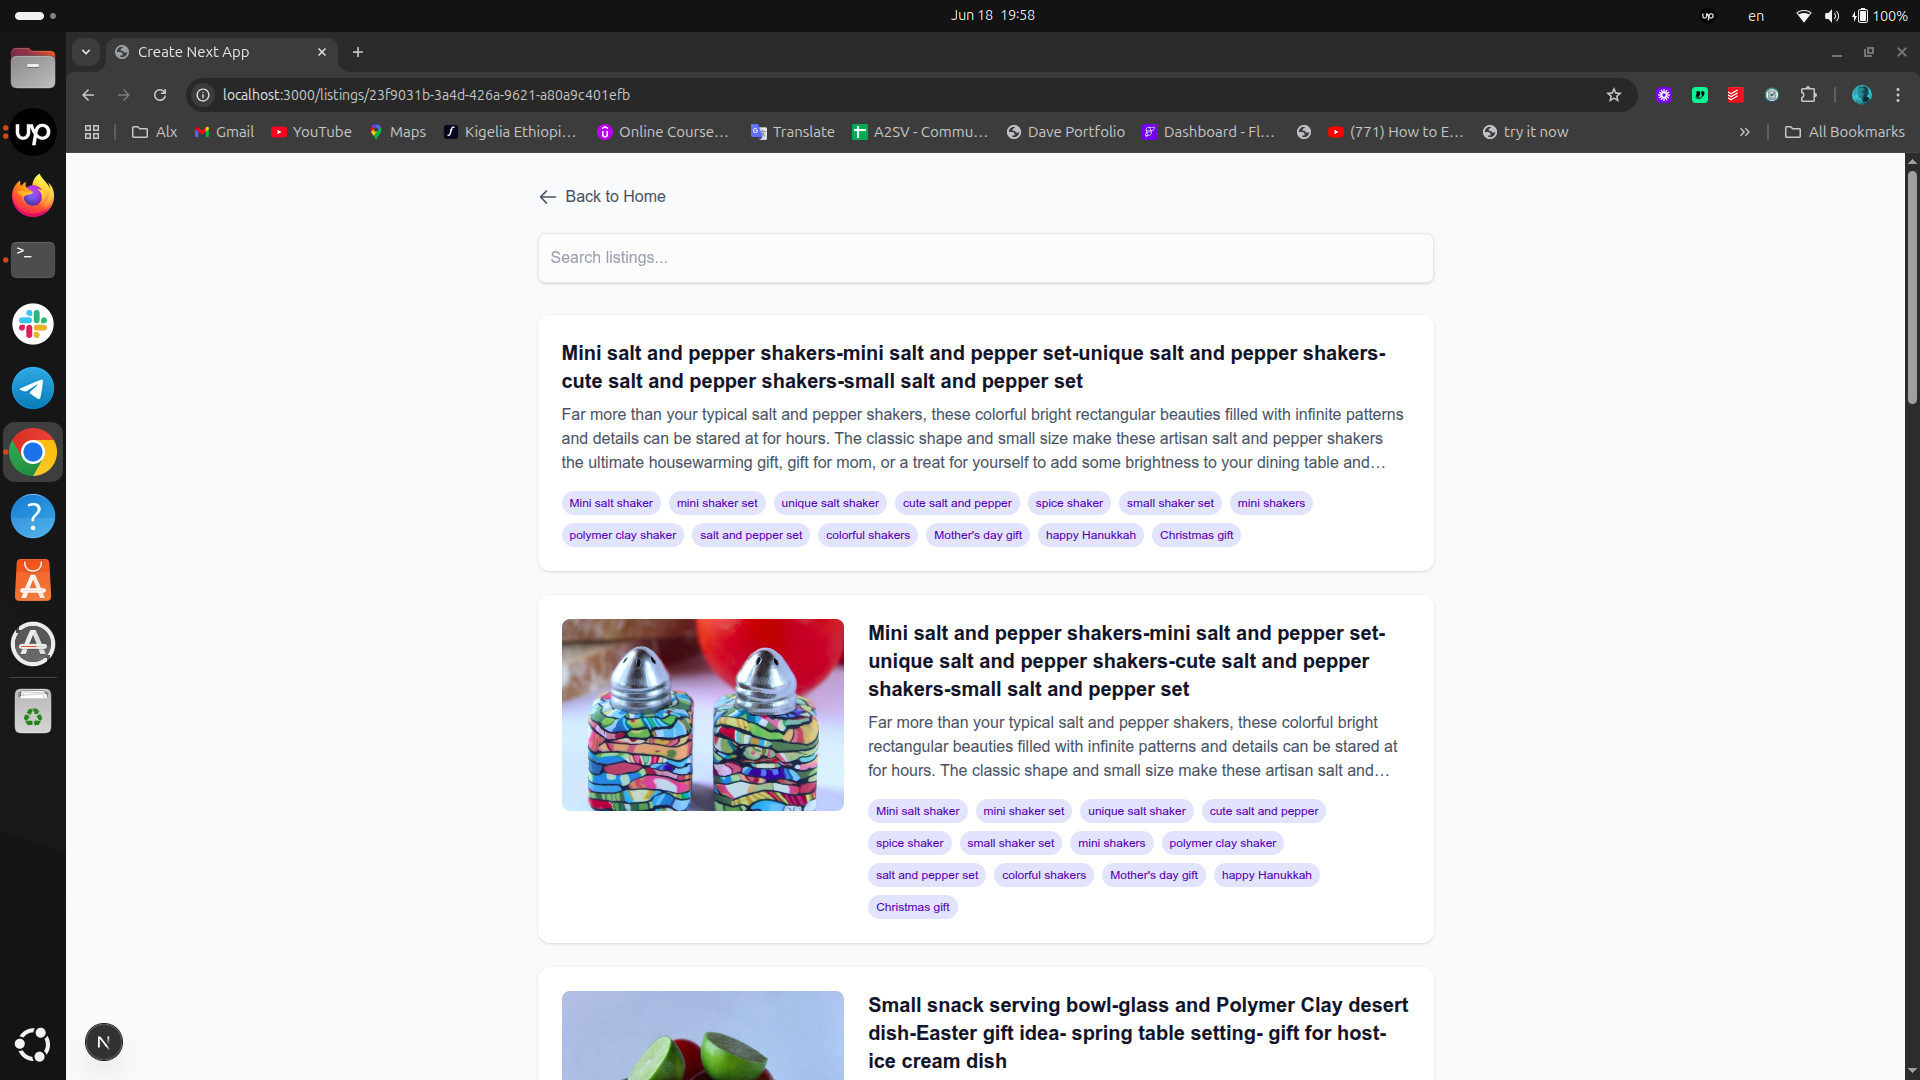 Jun 18 19:58
up
en
100%
Create Next App
localhost:3000/listings/23f9031b-3a4d-426a-9621-a80a9c401efb
Alx
Gmail
YouTube
Maps
Kigelia Ethiopi...
Online Course...
Translate
A2SV - Commu...
Dave Portfolio
Dashboard - Fl...
(771) How to E...
try it now
All Bookmarks
up
Back to Home
Search listings...
Mini salt and pepper shakers-mini salt and pepper set-unique salt and pepper shakers-
cute salt and pepper shakers-small salt and pepper set
Far more than your typical salt and pepper shakers, these colorful bright rectangular beauties filled with infinite patterns
and details can be stared at for hours. The classic shape and small size make these artisan salt and pepper shakers
the ultimate housewarming gift, gift for mom, or a treat for yourself to add some brightness to your dining table and...
Mini salt shaker mini shaker set unique salt shaker cute salt and pepper spice shaker small shaker set mini shakers
polymer clay shaker salt and pepper set colorful shakers Mother's day gift happy Hanukkah Christmas gift
Mini salt and pepper shakers-mini salt and pepper set-
unique salt and pepper shakers-cute salt and pepper
shakers-small salt and pepper set
Far more than your typical salt and pepper shakers, these colorful bright
rectangular beauties filled with infinite patterns and details can be stared at
for hours. The classic shape and small size make these artisan salt and...
Mini salt shaker mini shaker set unique salt shaker cute salt and pepper
spice shaker small shaker set mini shakers polymer clay shaker
salt and pepper set colorful shakers Mother's day gift happy Hanukkah
Christmas gift
Small snack serving bowl-glass and Polymer Clay desert
dish-Easter gift idea- spring table setting- gift for host-
ice cream dish
N